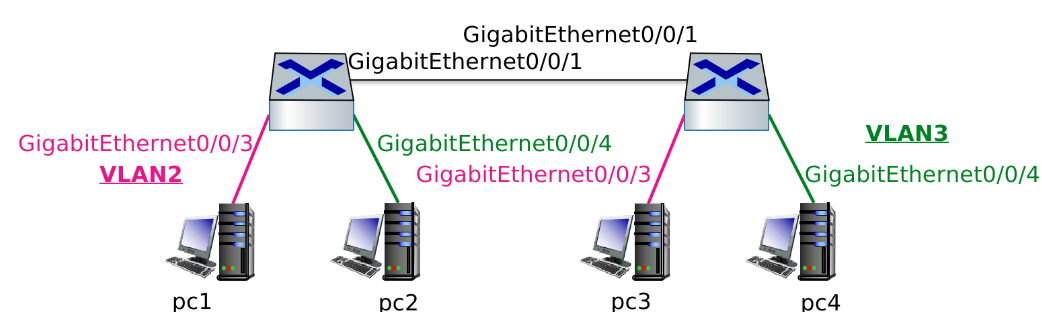 GigabitEthernet0/0/1
GigabitEthernet0/0/1
GigabitEthernet0/0/3
VLAN2
GigabitEthernet0/0/4
GigabitEthernet0/0/3
VLAN3
GigabitEthernet0/0/4
pc1
pc2
pc3
pc4